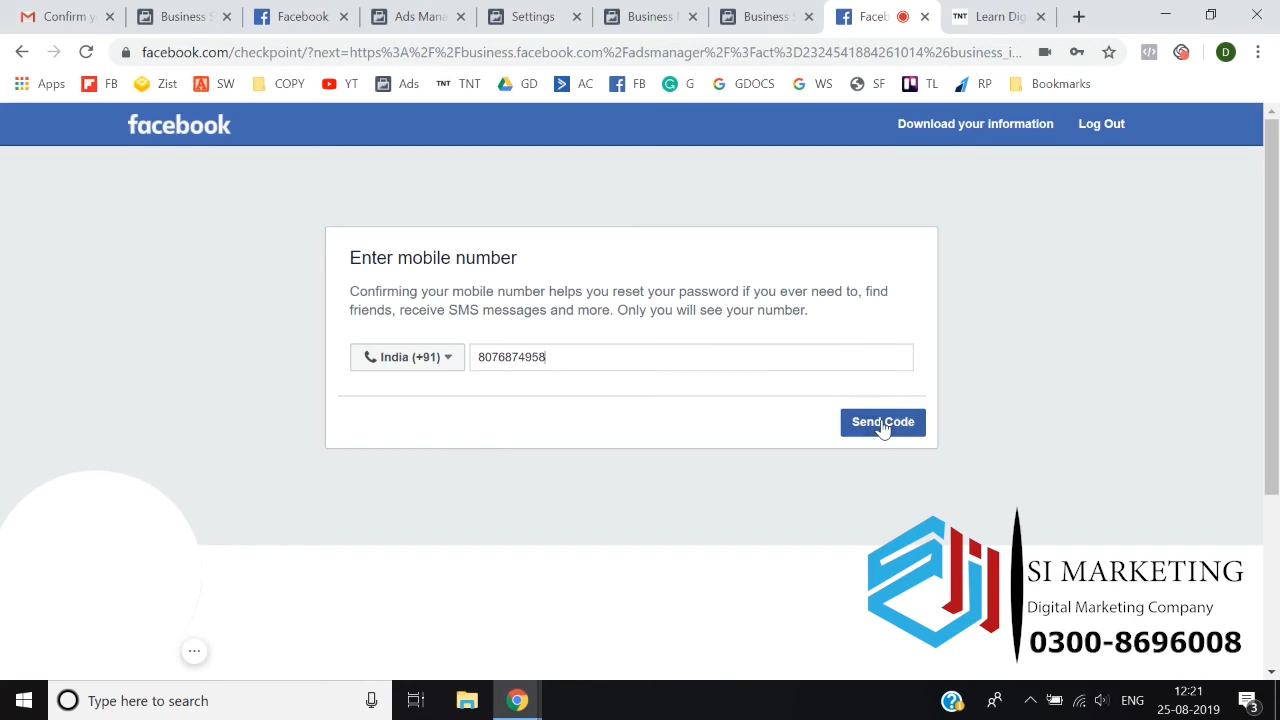 Confirm y
Business S
Facebook
Ads Mana
Settings
Business M
Business S
Faceb
TNT Learn Dig
facebook.com/checkpoint/?next=https%3A%2F%2Fbusiness.facebook.com%2Fadsmanager%2F%3Fact%3D2324541884261014%26business_i...
D
Apps
FB
Zist
SW
COPY
YT
Ads
TNT TNT
GD
AC
FB
G
GDOCS
WS
SF
TL
RP
Bookmarks
facebook
Download your information
Log Out
Enter mobile number
Confirming your mobile number helps you reset your password if you ever need to, find
friends, receive SMS messages and more. Only you will see your number.
India (+91)
8076874958
Send Code
SI MARKETING
Digital Marketing Company
0300-8696008
Type here to search
ENG
12:21
25-08-2019
3